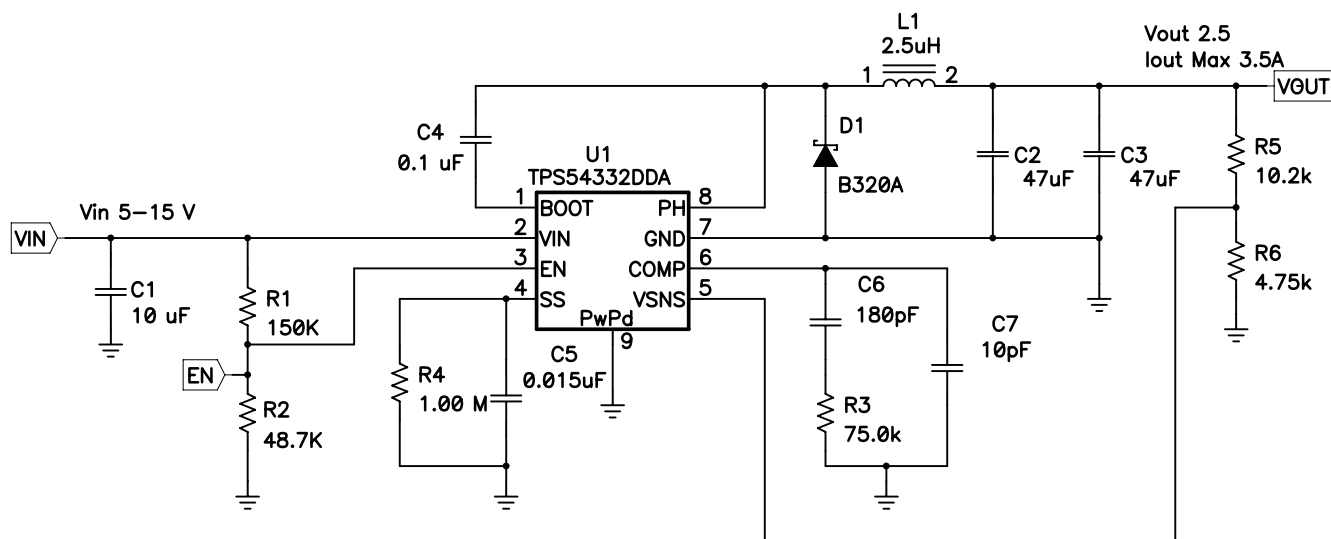 L1
2.5uH
1 2
Vout 2.5
Iout Max 3.5A
VOUT
C4
0.1 uF
U1
TPS54332DDA
D1
B320A
C2
47uF
C3
47uF
R5
10.2k
Vin 5-15 V
VIN
1 BOOT PH 8
2 VIN GND 7
3 EN COMP 6
4 SS VSNS 5
PwPd
9
C1
10 uF
R1
150K
EN
R2
48.7K
R4
1.00 M
C5
0.015uF
C6
180pF
C7
10pF
R3
75.0k
R6
4.75k